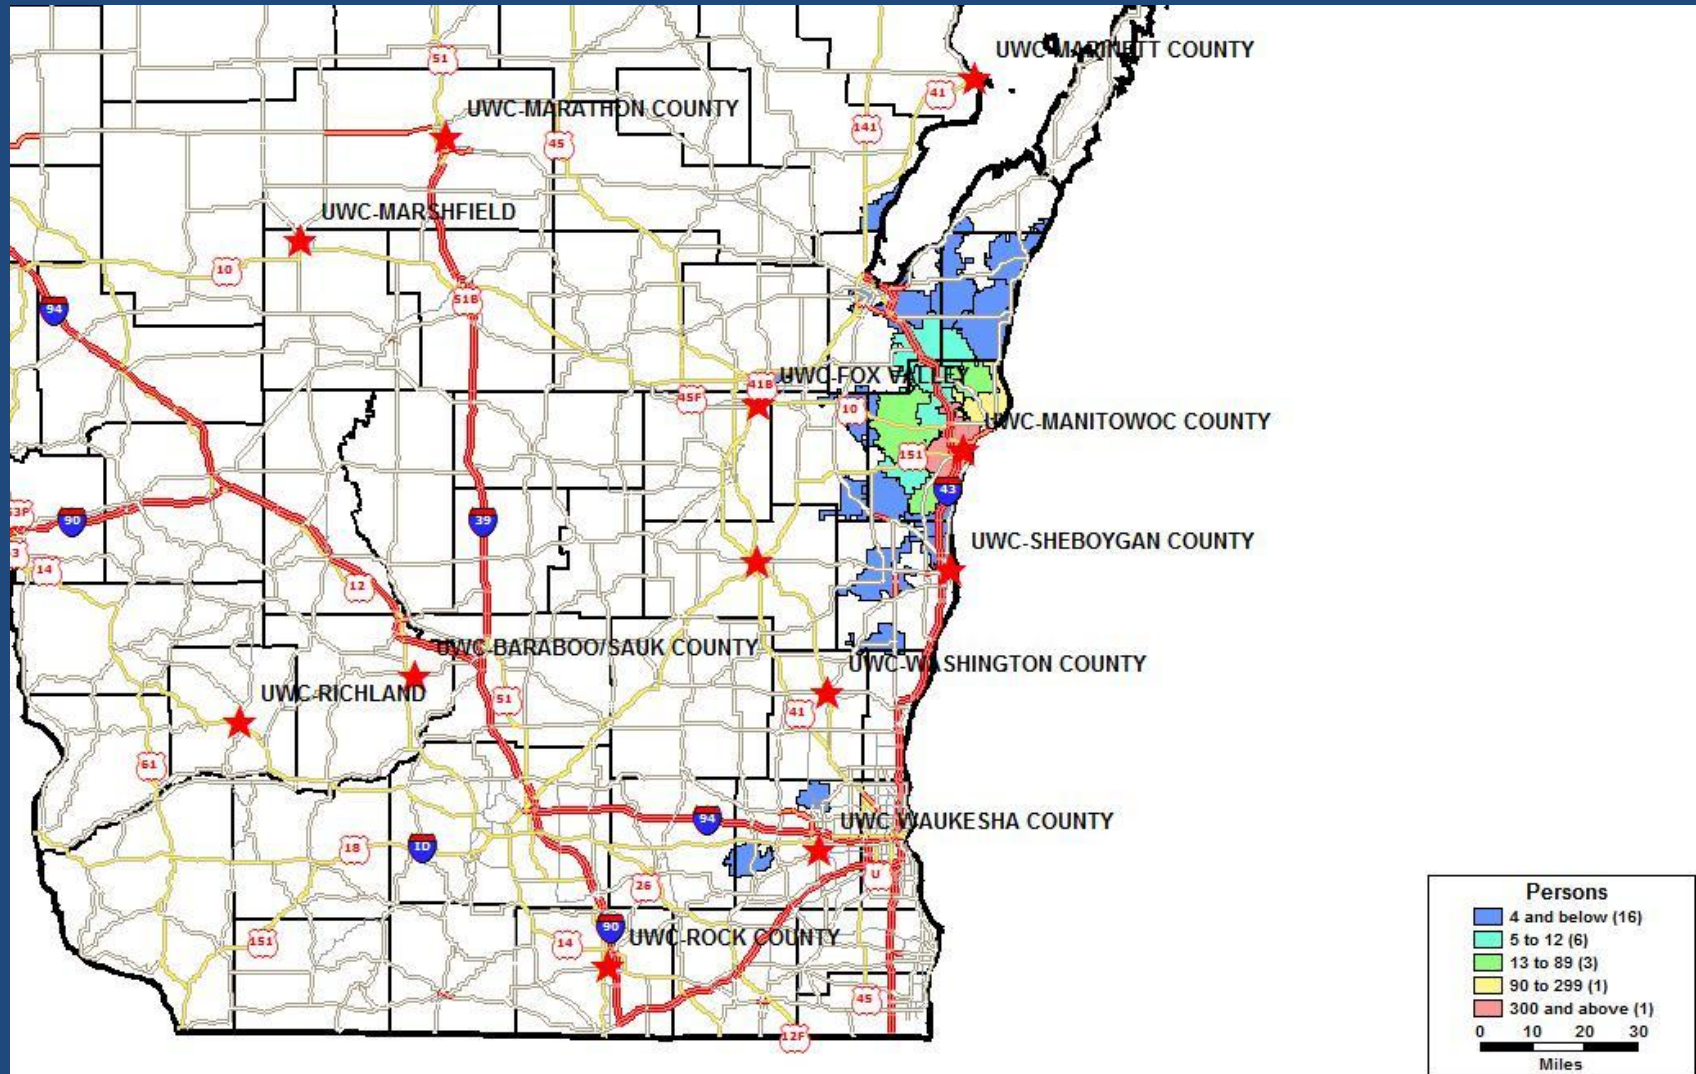 UWC-MARINETT COUNTY
51
41
UWC-MARATHON COUNTY
141
45
UWC-MARSHFIELD
10
51B
94
UWC-FOX VALLEY
41B
45F
10
UWC-MANITOWOC COUNTY
151
43
53P
90
39
UWC-SHEBOYGAN COUNTY
3
14
12
UWC-BARABOO/SAUK COUNTY
UWC-WASHINGTON COUNTY
UWC-RICHLAND
51
41
61
94
UWC WAUKESHA COUNTY
18
ID
U
26
90
UWC-ROCK COUNTY
151
14
45
12F
Persons
4 and below (16)
5 to 12 (6)
13 to 89 (3)
90 to 299 (1)
300 and above (1)
0 10 20 30
Miles